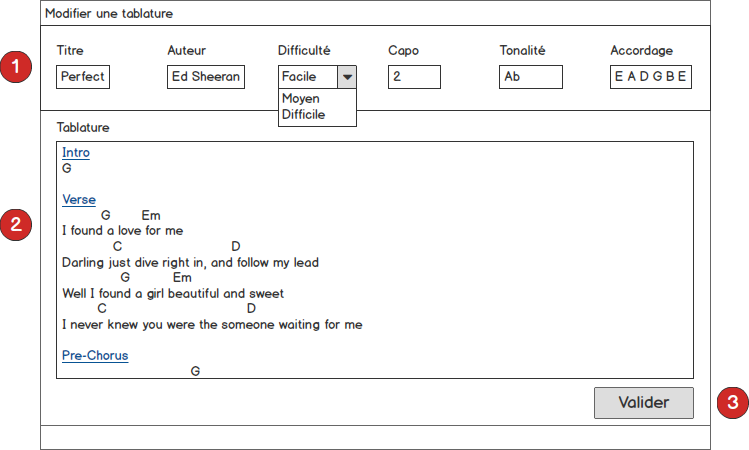 Modifier une tablature
Titre Auteur Difficulté Capo Tonalité Accordage
1 Perfect Ed Sheeran Facile 2 Ab E A D G B E
Moyen
Difficile
Tablature
Intro
G
Verse
G Em
2 I found a love for me
C D
Darling just dive right in, and follow my lead
G Em
Well I found a girl beautiful and sweet
C D
I never knew you were the someone waiting for me
Pre-Chorus
G
Valider 3